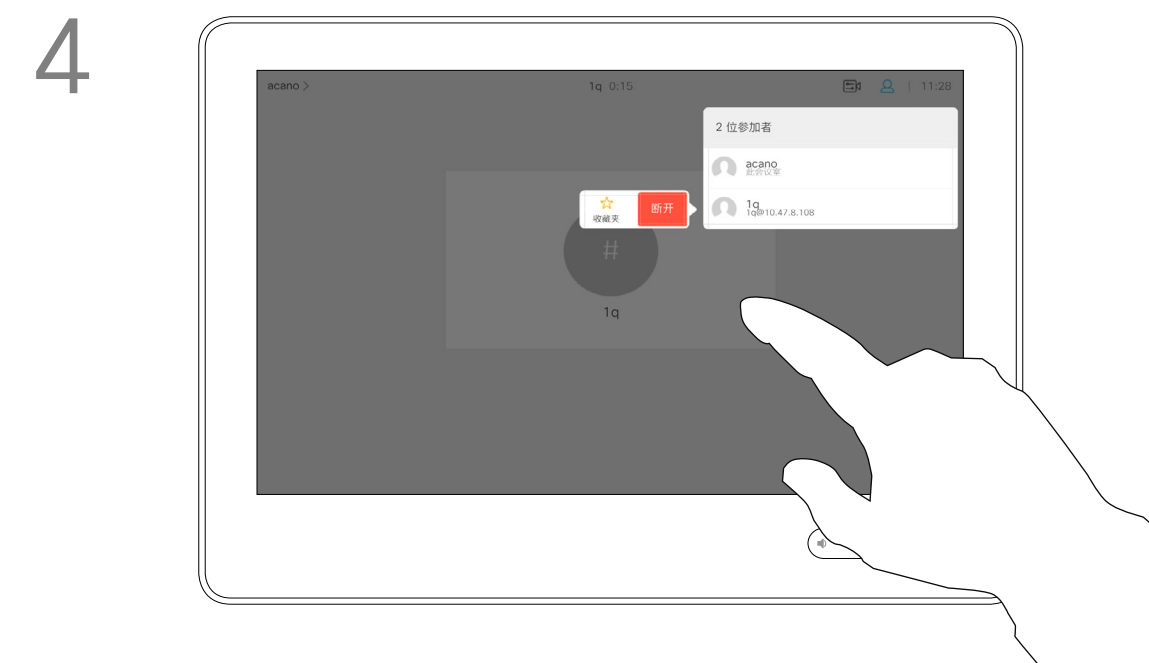 4
acano >
1q 0:15
11:28
2 位参加者
acano
此会议室
收藏夹
断开
1q
1q@10.47.8.108
#
1q